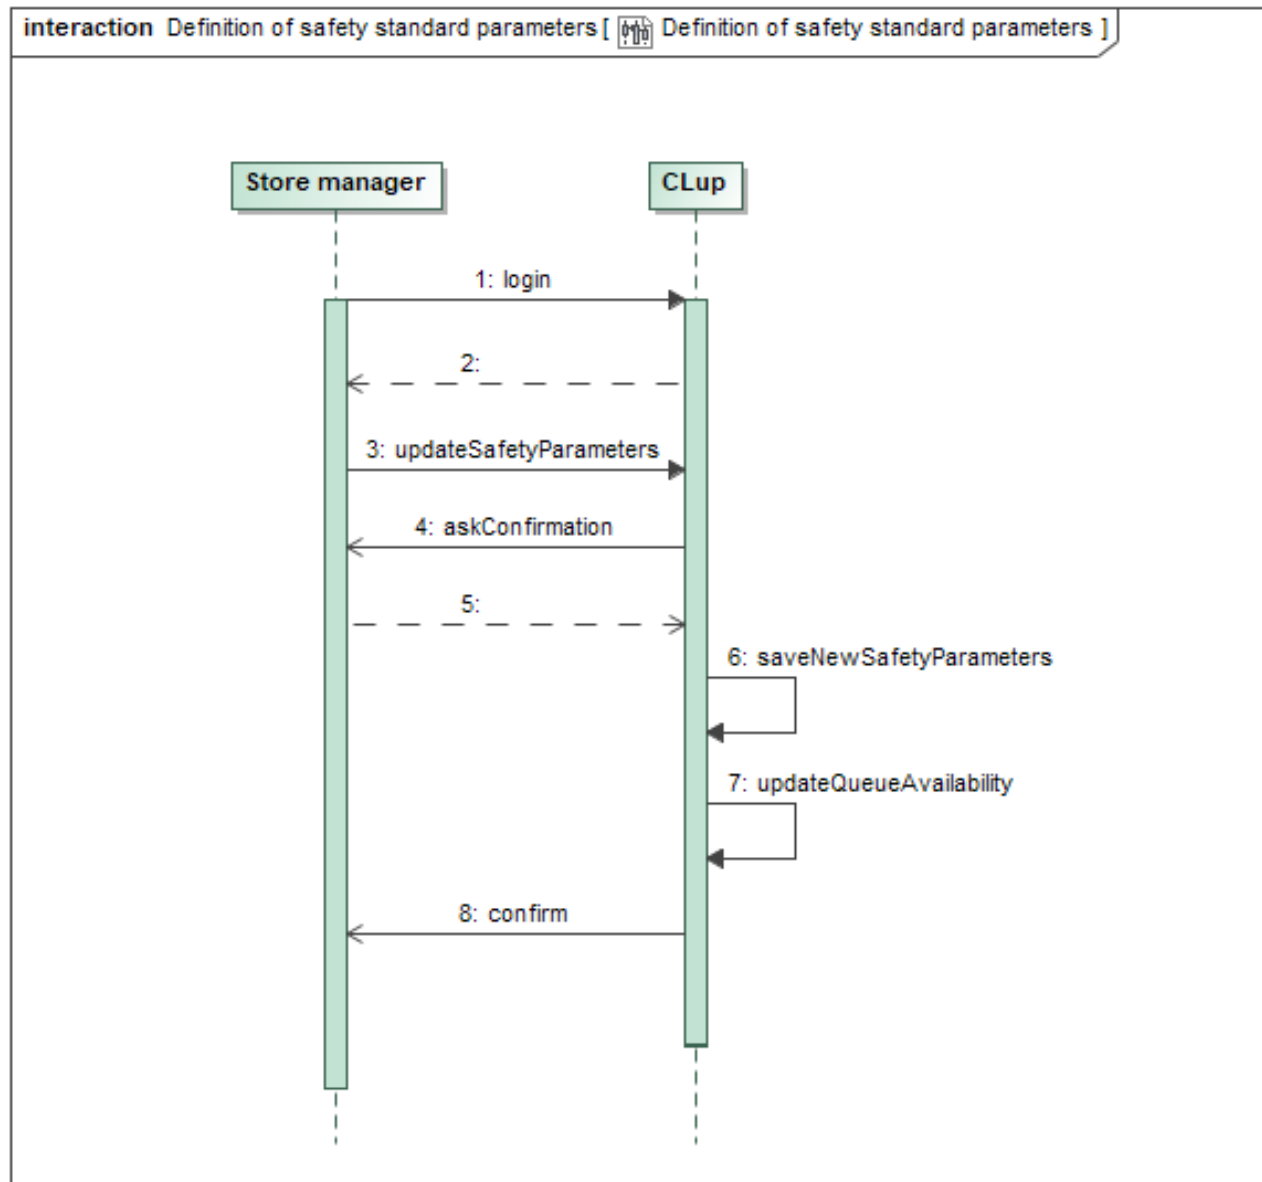 interaction Definition of safety standard parameters [ Definition of safety standard parameters ]
Store manager
CLup
1: login
2:
3: updateSafetyParameters
4: askConfirmation
5:
6: saveNewSafetyParameters
7: updateQueueAvailability
8: confirm